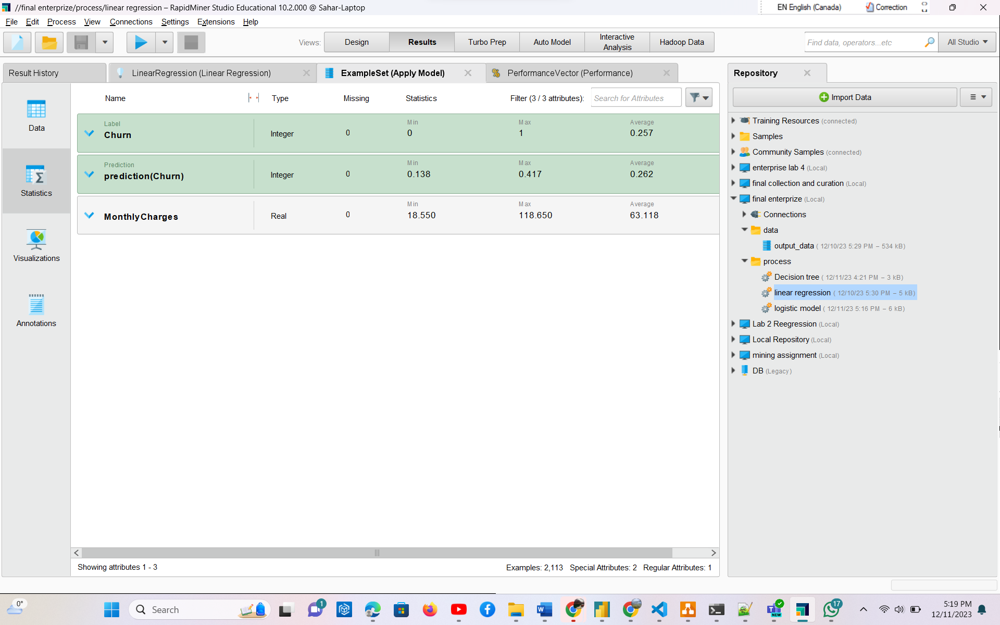 //final enterprize/process/linear regression – RapidMiner Studio Educational 10.2.000 @ Sahar-Laptop
EN English (Canada)
Correction
File Edit Process View Connections Settings Extensions Help
Views:
Design
Results
Turbo Prep
Auto Model
Interactive
Analysis
Hadoop Data
Find data, operators...etc
All Studio
Result History
LinearRegression (Linear Regression)
ExampleSet (Apply Model)
PerformanceVector (Performance)
Repository
Data
Statistics
Visualizations
Annotations
Name
Type
Missing
Statistics
Filter (3 / 3 attributes):
Search for Attributes
Label
Churn
Integer
0
Min
0
Max
1
Average
0.257
Prediction
prediction(Churn)
Integer
0
Min
0.138
Max
0.417
Average
0.262
MonthlyCharges
Real
0
Min
18.550
Max
118.650
Average
63.118
Showing attributes 1 - 3
Examples: 2,113 Special Attributes: 2 Regular Attributes: 1
Import Data
Training Resources (connected)
Samples
Community Samples (connected)
enterprise lab 4 (Local)
final collection and curation (Local)
final enterprize (Local)
Connections
data
output_data ( 12/10/23 5:29 PM – 534 kB)
process
Decision tree ( 12/11/23 4:21 PM – 3 kB)
linear regression ( 12/10/23 5:30 PM – 5 kB)
logistic model ( 12/11/23 5:16 PM – 6 kB)
Lab 2 Reegression (Local)
Local Repository (Local)
mining assignment (Local)
DB (Legacy)
0°
Search
1
NEW
17
5:19 PM
12/11/2023